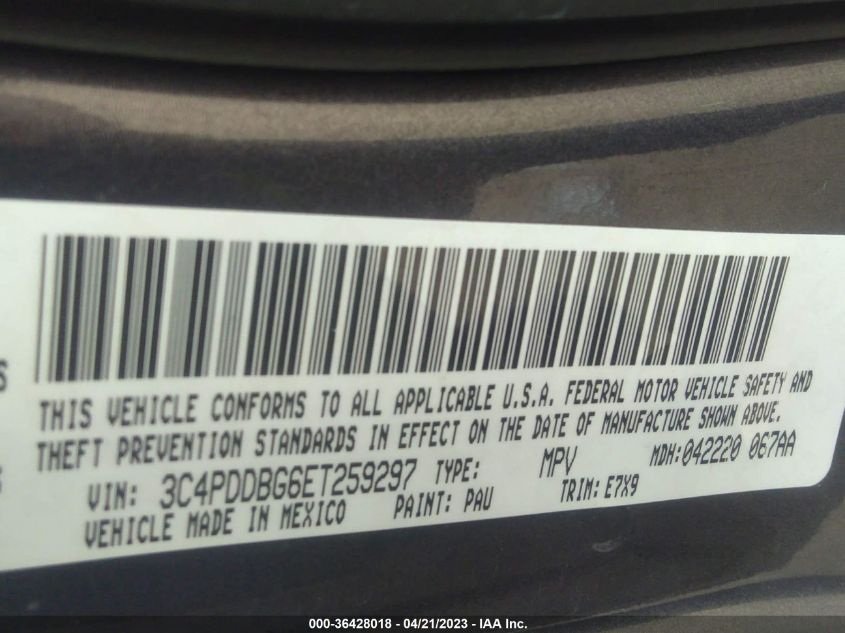 THIS VEHICLE CONFORMS TO ALL APPLICABLE U.S.A. FEDERAL MOTOR VEHICLE SAFETY AND
THEFT PREVENTION STANDARDS IN EFFECT ON THE DATE OF MANUFACTURE SHOWN ABOVE.
VIN: 3C4PDDBG6ET259297 TYPE: MPV MDH:042220 067AA
VEHICLE MADE IN MEXICO PAINT: PAU TRIM: E7X9
000-36428018 - 04/21/2023 - IAA Inc.